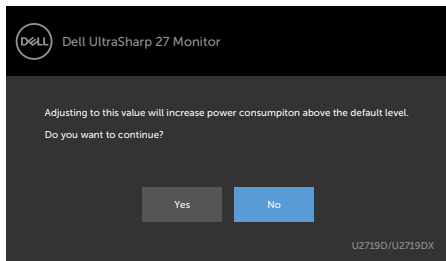 DELL Dell UltraSharp 27 Monitor
Adjusting to this value will increase power consumpiton above the default level.
Do you want to continue?
Yes No
U2719D/U2719DX